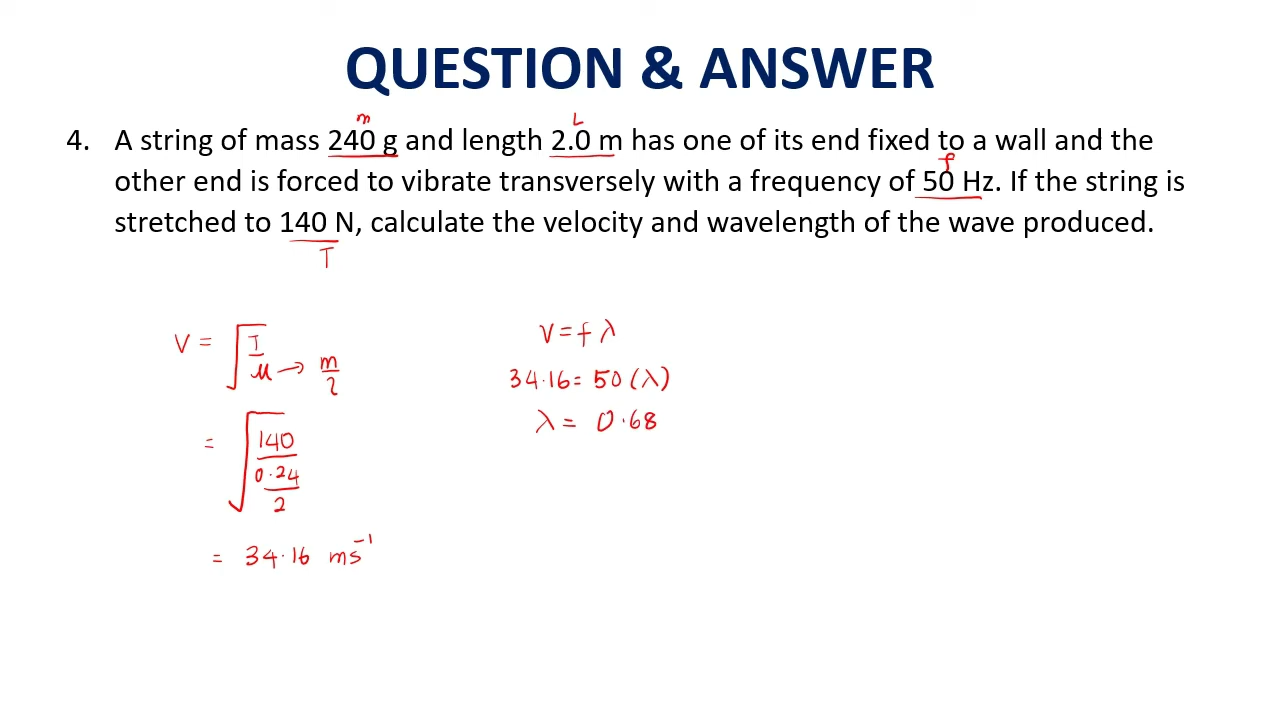 QUESTION & ANSWER
m L
4. A string of mass 240 g and length 2.0 m has one of its end fixed to a wall and the
f
other end is forced to vibrate transversely with a frequency of 50 Hz. If the string is
stretched to 140 N, calculate the velocity and wavelength of the wave produced.
T
V = √(T/μ) → m/l
= √(140/(0.24/2))
= 34.16 ms⁻¹
V = f λ
34.16 = 50 (λ)
λ = 0.68